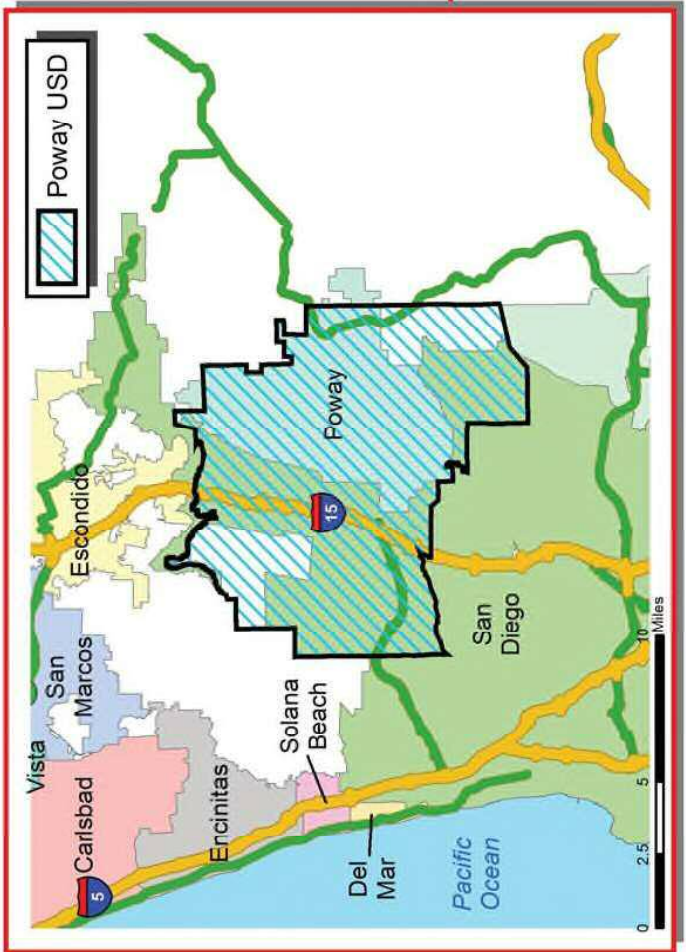 Poway USD
Vista
San
Marcos
Escondido
5
Carlsbad
Encinitas
Solana
Beach
Del
Mar
Pacific
Ocean
15
Poway
San
Diego
0 2.5 5 10
Miles